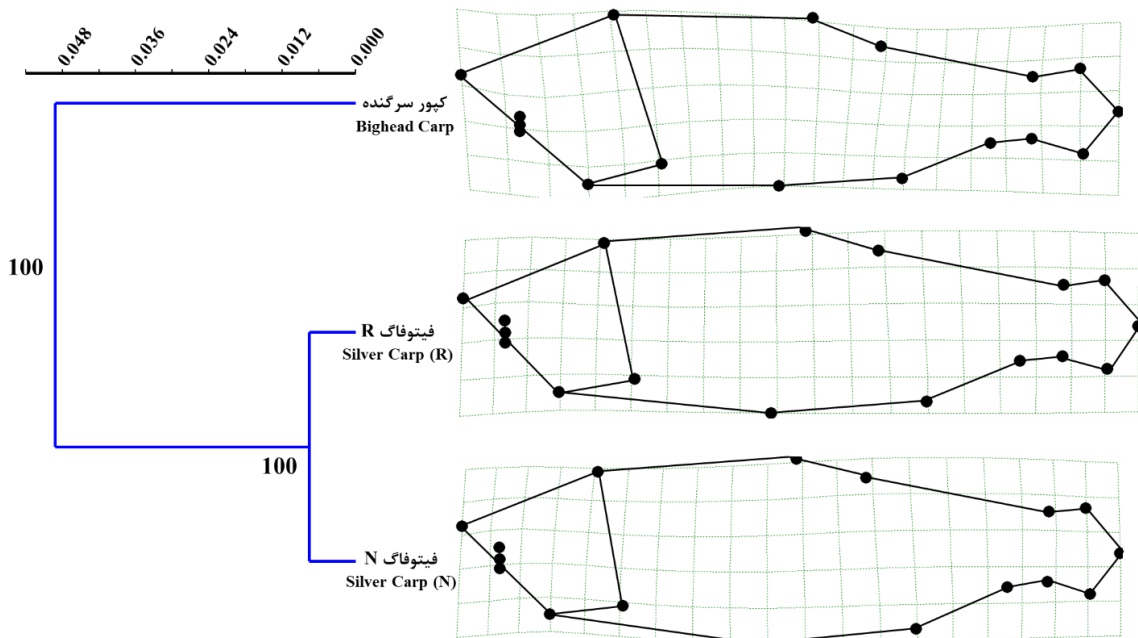 0.048 0.036 0.024 0.012 0.000
کپور سرگنده
Bighead Carp
100
فیتوفاگ R
Silver Carp (R)
100
فیتوفاگ N
Silver Carp (N)